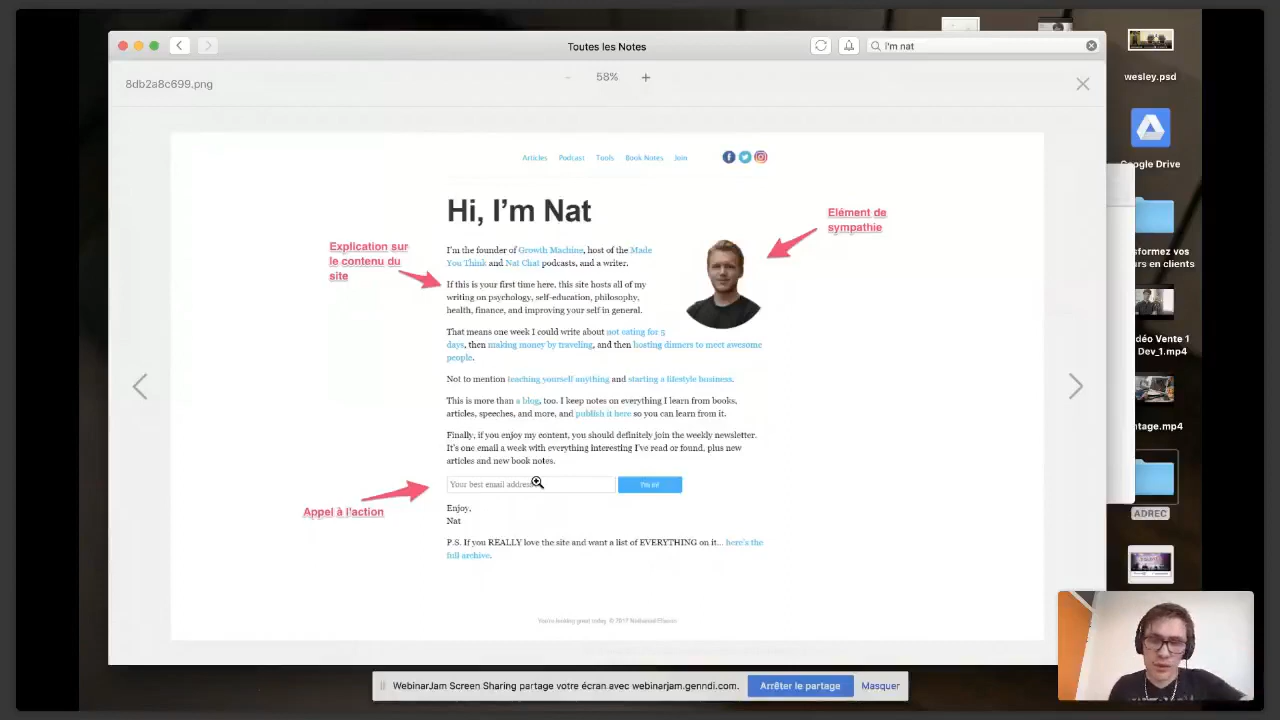 Toutes les Notes
I'm nat
8db2a8c699.png
58%
wesley.psd
Google Drive
Articles Podcast Tools Book Notes Join
Hi, I'm Nat
Elément de
sympathie
Explication sur
le contenu du
site
I'm the founder of Growth Machine, host of the Made
You Think and Nat Chat podcasts, and a writer.
If this is your first time here, this site hosts all of my
writing on psychology, self-education, philosophy,
health, finance, and improving your self in general.
That means one week I could write about not eating for 5
days, then making money by traveling, and then hosting dinners to meet awesome
people.
Not to mention teaching yourself anything and starting a lifestyle business.
This is more than a blog, too. I keep notes on everything I learn from books,
articles, speeches, and more, and publish it here so you can learn from it.
Finally, if you enjoy my content, you should definitely join the weekly newsletter.
It's one email a week with everything interesting I've read or found, plus new
articles and new book notes.
Your best email address
I'm in!
Appel à l'action
Enjoy,
Nat
P.S. If you REALLY love the site and want a list of EVERYTHING on it... here's the
full archive.
You're looking great today. © 2017 Nathaniel Eliason
sformez vos
urs en clients
déo Vente 1
Dev_1.mp4
ntage.mp4
ADREC
WebinarJam Screen Sharing partage votre écran avec webinarjam.genndi.com.
Arrêter le partage
Masquer